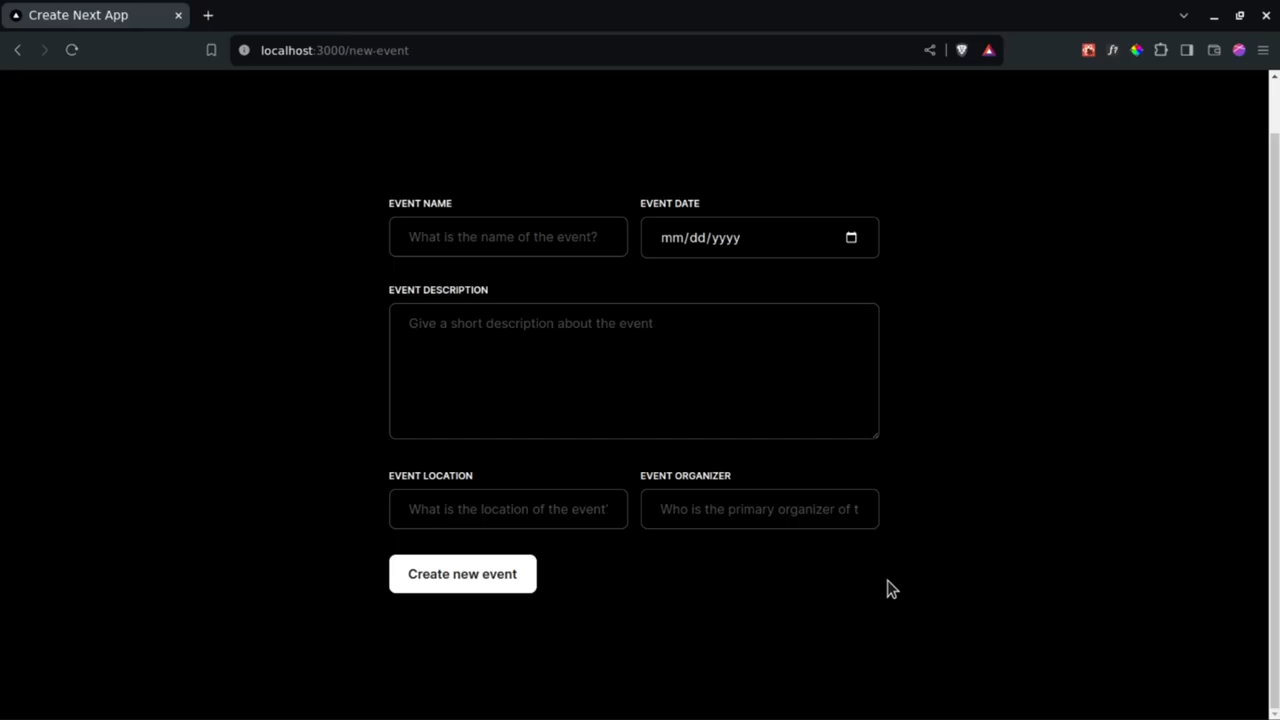 Create Next App
localhost:3000/new-event
EVENT NAME
EVENT DATE
What is the name of the event?
mm/dd/yyyy
EVENT DESCRIPTION
Give a short description about the event
EVENT LOCATION
EVENT ORGANIZER
What is the location of the event
Who is the primary organizer of t
Create new event